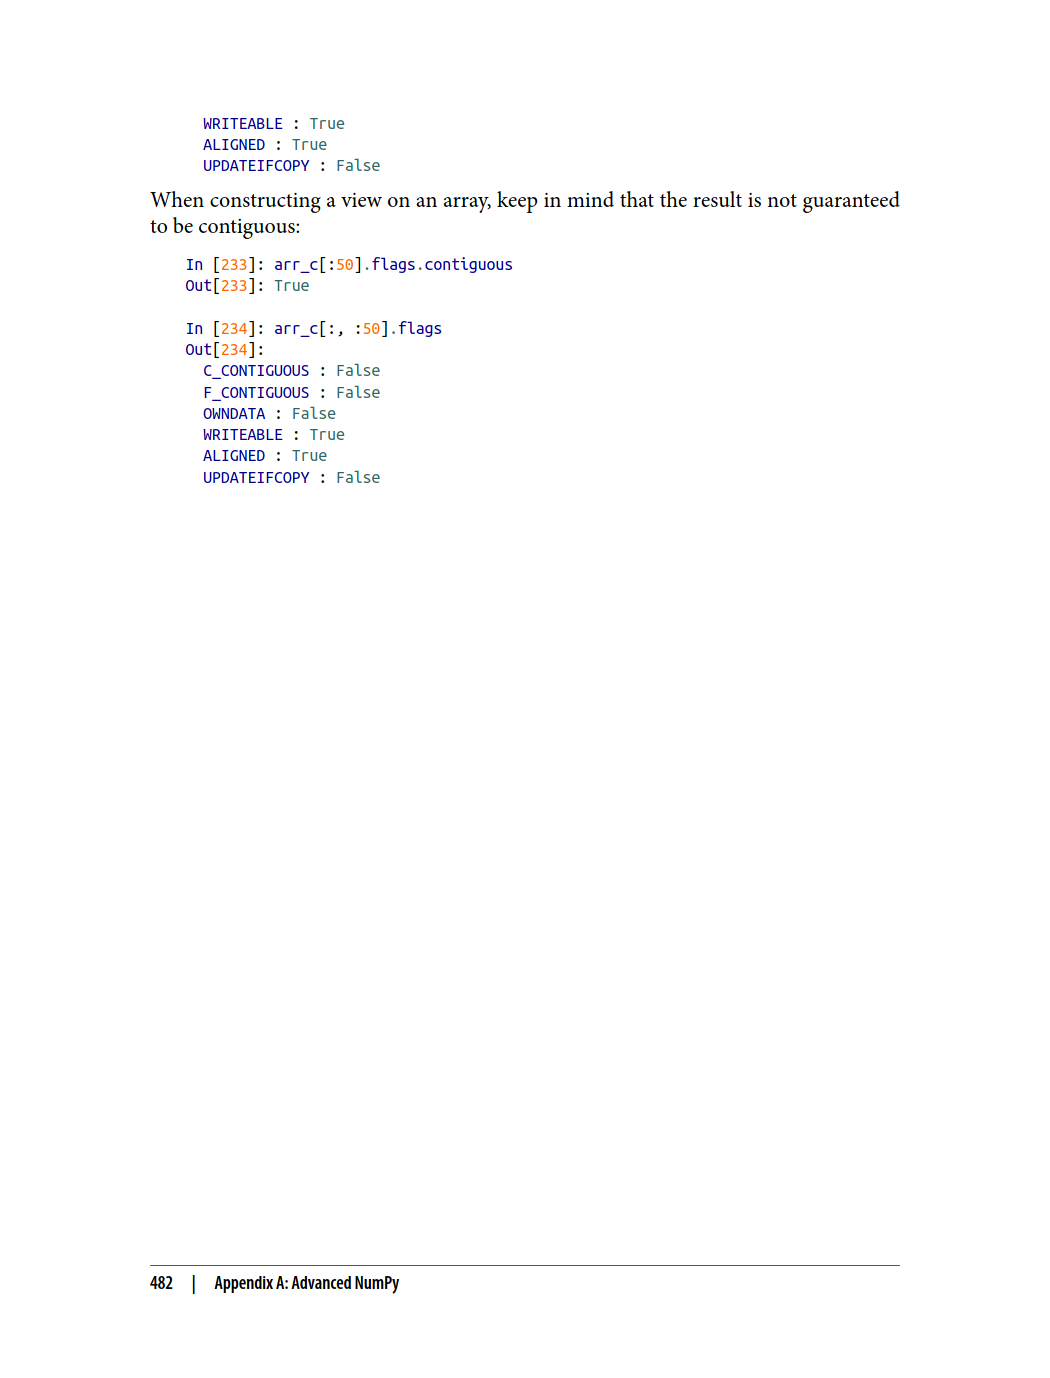 WRITEABLE : True
ALIGNED : True
UPDATEIFCOPY : False
When constructing a view on an array, keep in mind that the result is not guaranteed
to be contiguous:
In [233]: arr_c[:50].flags.contiguous
Out[233]: True
In [234]: arr_c[:, :50].flags
Out[234]:
C_CONTIGUOUS : False
F_CONTIGUOUS : False
OWNDATA : False
WRITEABLE : True
ALIGNED : True
UPDATEIFCOPY : False
482 | Appendix A: Advanced NumPy